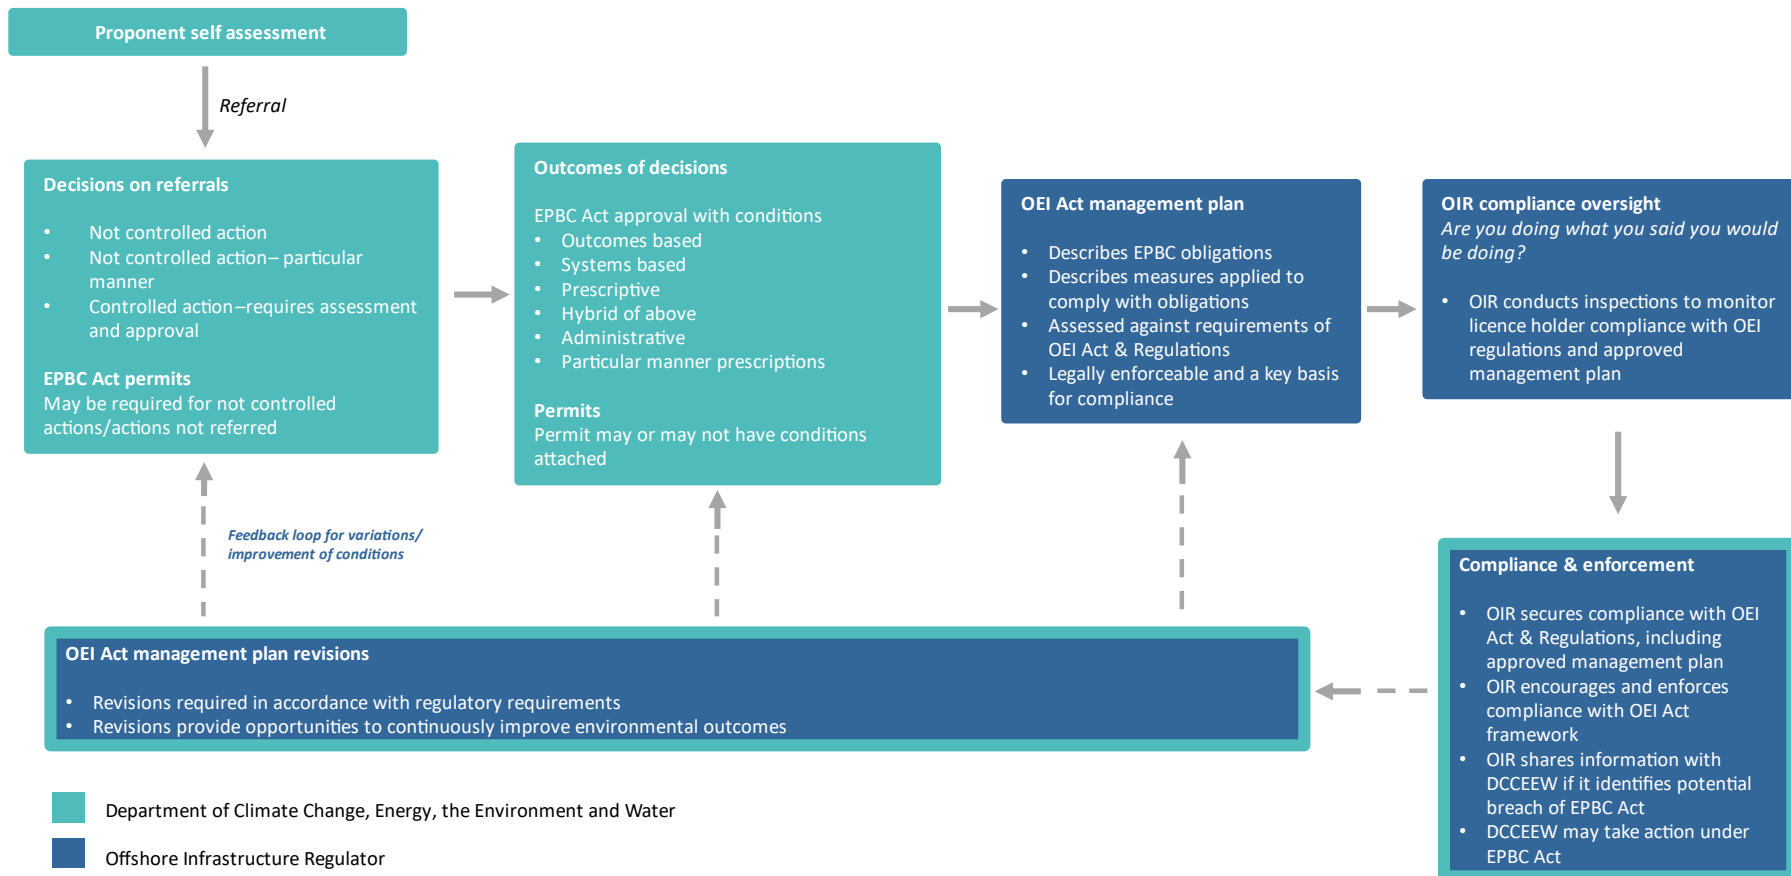 Proponent self assessment
Referral
Decisions on referrals
• Not controlled action
• Not controlled action– particular
manner
• Controlled action–requires assessment
and approval
EPBC Act permits
May be required for not controlled
actions/actions not referred
Outcomes of decisions
EPBC Act approval with conditions
• Outcomes based
• Systems based
• Prescriptive
• Hybrid of above
• Administrative
• Particular manner prescriptions
Permits
Permit may or may not have conditions
attached
OEI Act management plan
• Describes EPBC obligations
• Describes measures applied to
comply with obligations
• Assessed against requirements of
OEI Act & Regulations
• Legally enforceable and a key basis
for compliance
OIR compliance oversight
Are you doing what you said you would
be doing?
• OIR conducts inspections to monitor
licence holder compliance with OEI
regulations and approved
management plan
Feedback loop for variations/
improvement of conditions
Compliance & enforcement
• OIR secures compliance with OEI
Act & Regulations, including
approved management plan
• OIR encourages and enforces
compliance with OEI Act
framework
• OIR shares information with
DCCEEW if it identifies potential
breach of EPBC Act
• DCCEEW may take action under
EPBC Act
OEI Act management plan revisions
• Revisions required in accordance with regulatory requirements
• Revisions provide opportunities to continuously improve environmental outcomes
Department of Climate Change, Energy, the Environment and Water
Offshore Infrastructure Regulator